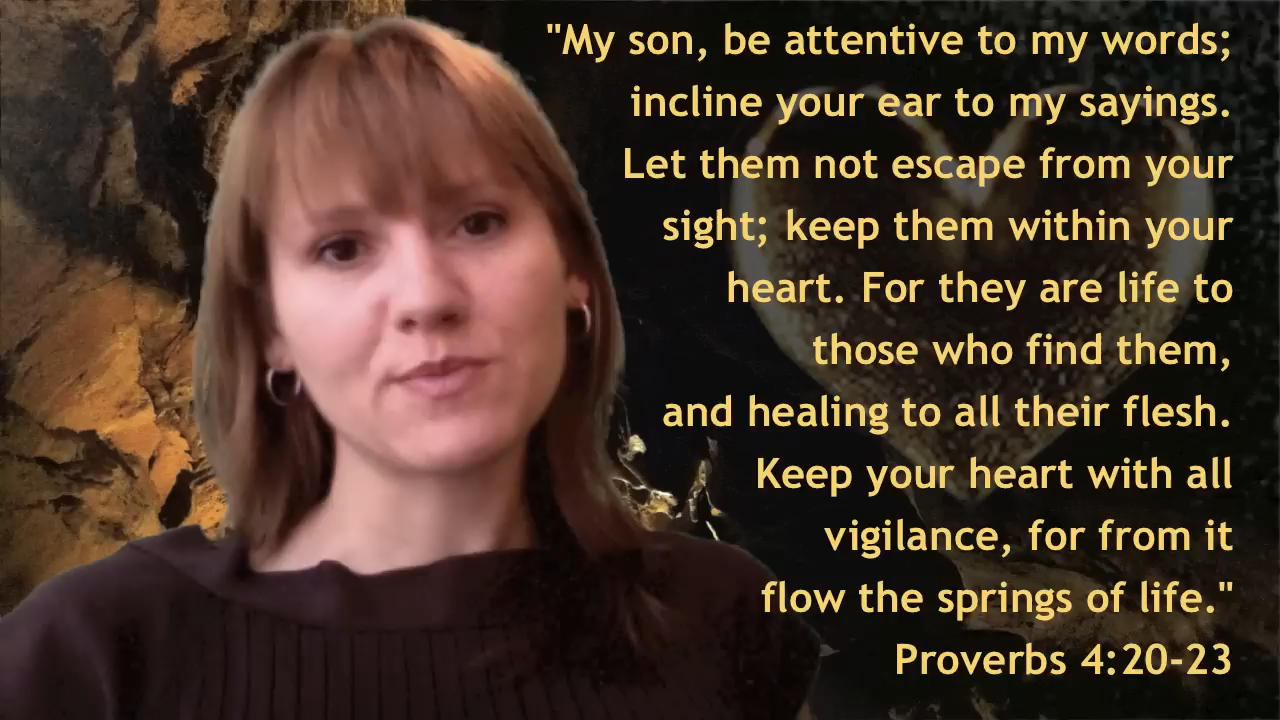 "My son, be attentive to my words;
incline your ear to my sayings.
Let them not escape from your
sight; keep them within your
heart. For they are life to
those who find them,
and healing to all their flesh.
Keep your heart with all
vigilance, for from it
flow the springs of life."
Proverbs 4:20-23